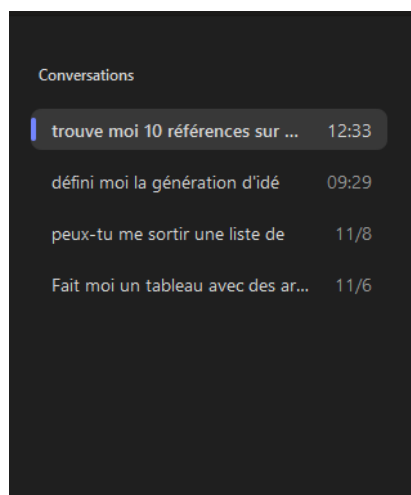 Conversations
trouve moi 10 références sur ... 12:33
défini moi la génération d'idé 09:29
peux-tu me sortir une liste de 11/8
Fait moi un tableau avec des ar... 11/6